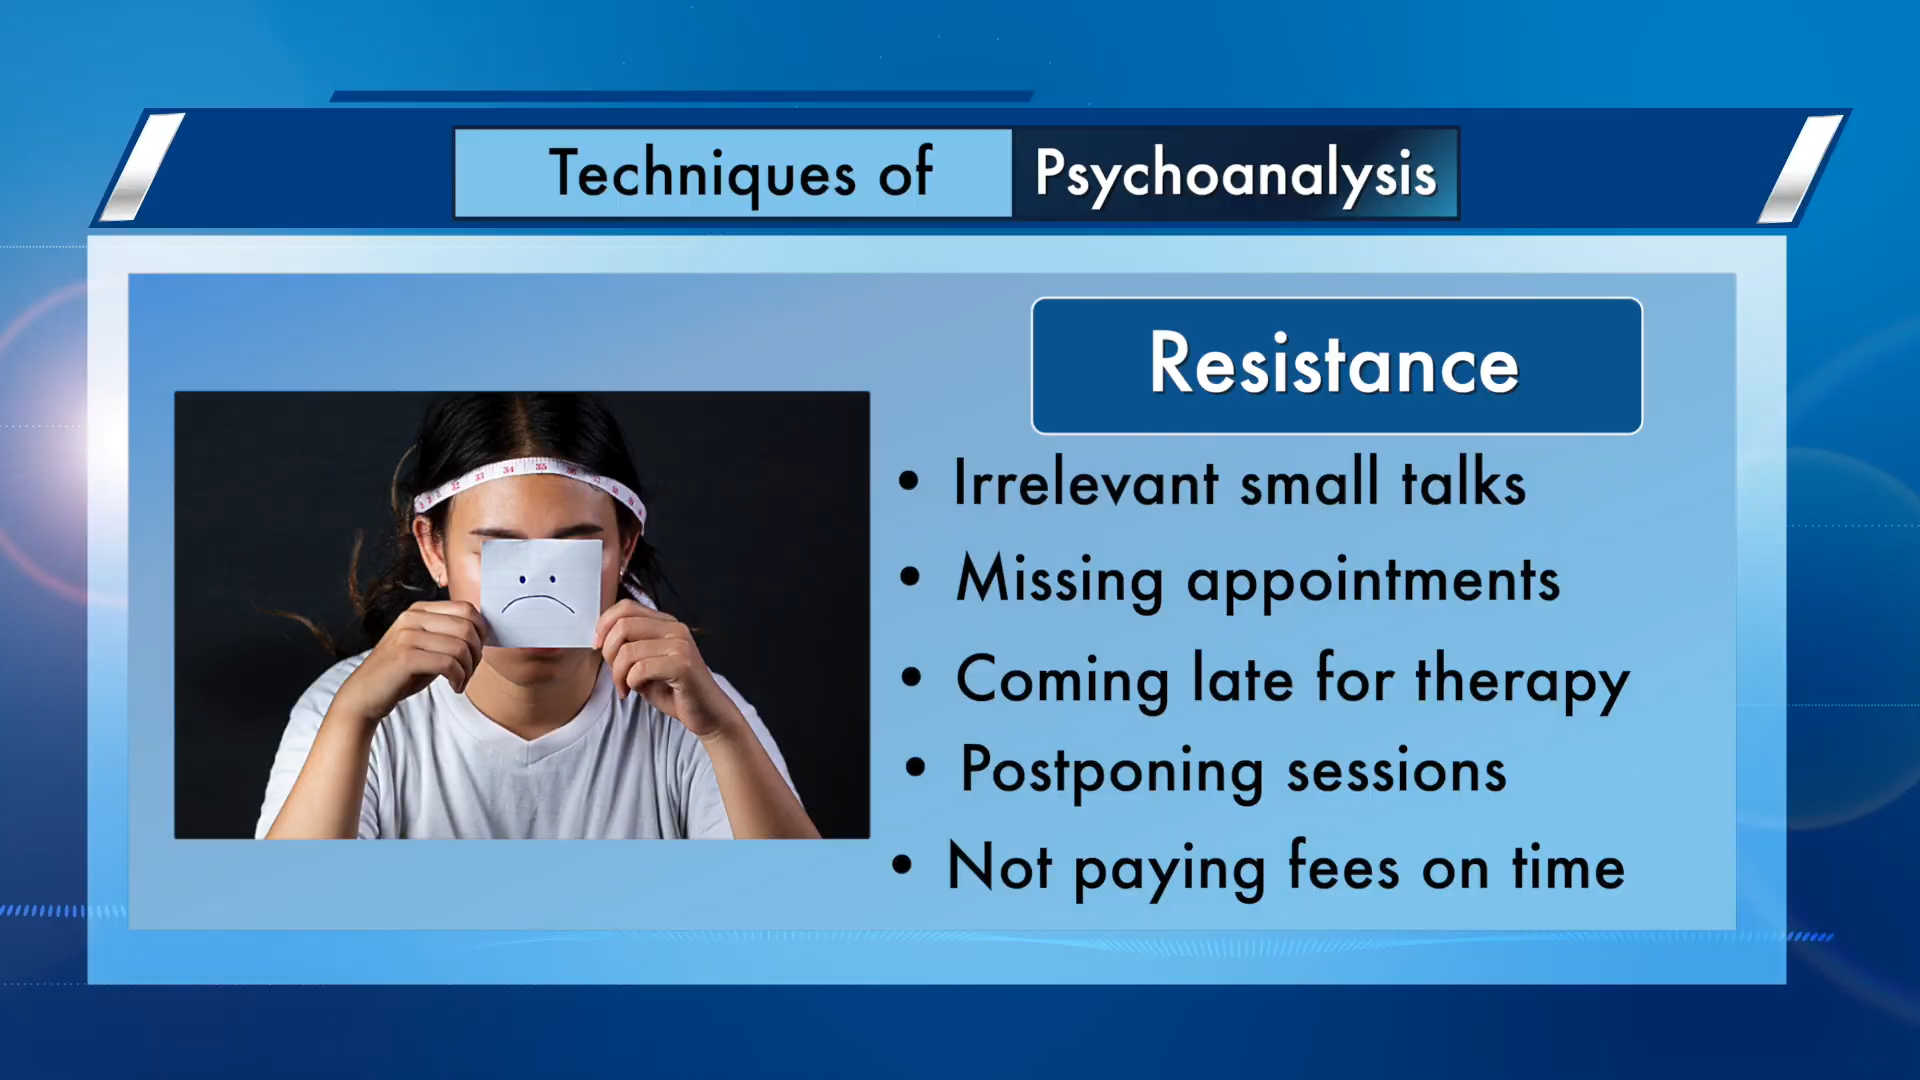 Techniques of Psychoanalysis
Resistance
• Irrelevant small talks
• Missing appointments
• Coming late for therapy
• Postponing sessions
• Not paying fees on time